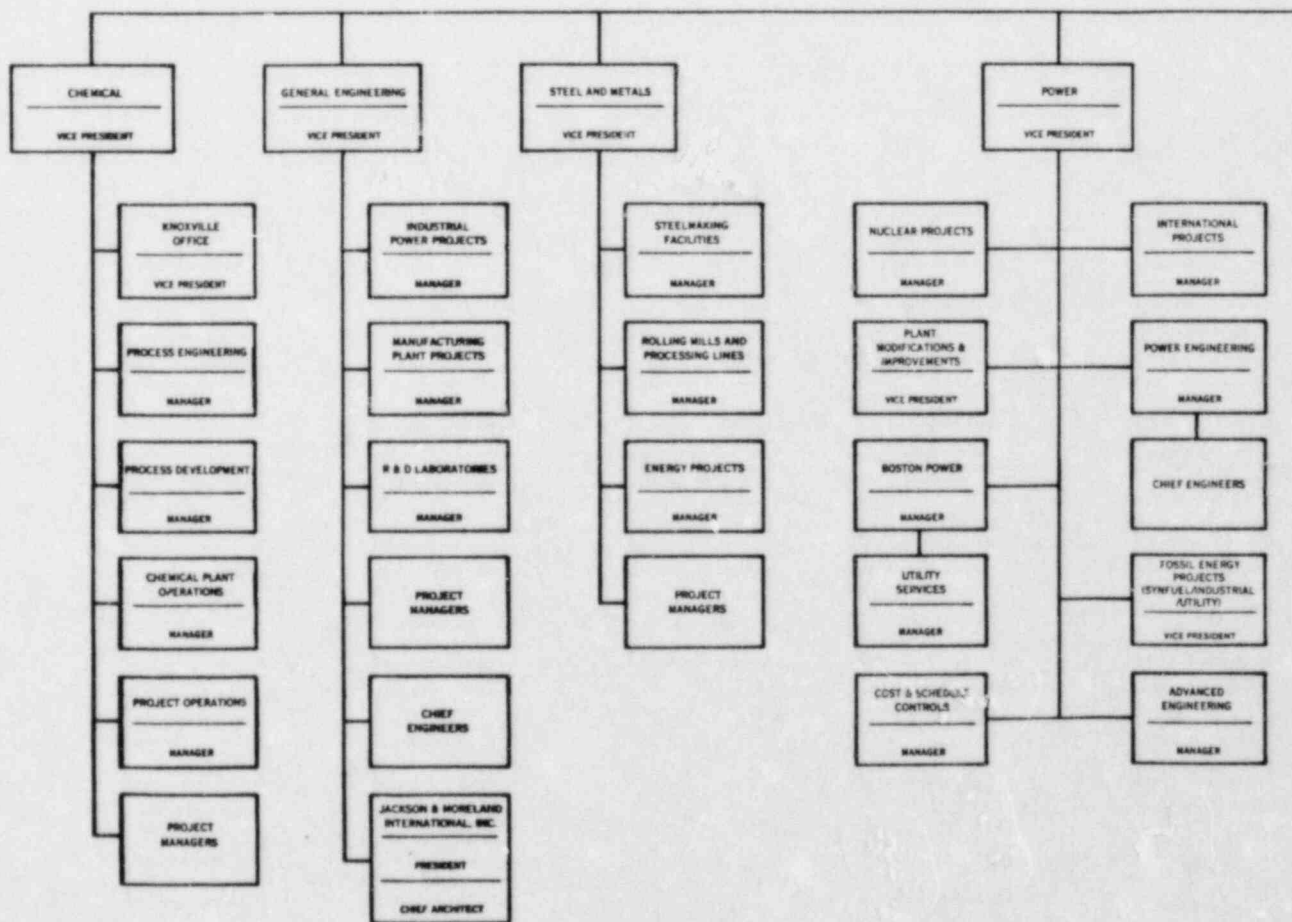 CHEMICAL
VICE PRESIDENT
KNOXVILLE
OFFICE
VICE PRESIDENT
PROCESS ENGINEERING
MANAGER
PROCESS DEVELOPMENT
MANAGER
CHEMICAL PLANT
OPERATIONS
MANAGER
PROJECT OPERATIONS
MANAGER
PROJECT
MANAGERS
GENERAL ENGINEERING
VICE PRESIDENT
INDUSTRIAL
POWER PROJECTS
MANAGER
MANUFACTURING
PLANT PROJECTS
MANAGER
R & D LABORATORIES
MANAGER
PROJECT
MANAGERS
CHIEF
ENGINEERS
JACKSON & MORELAND
INTERNATIONAL, INC.
PRESIDENT
CHIEF ARCHITECT
STEEL AND METALS
VICE PRESIDENT
STEELMAKING
FACILITIES
MANAGER
ROLLING MILLS AND
PROCESSING LINES
MANAGER
ENERGY PROJECTS
MANAGER
PROJECT
MANAGERS
POWER
VICE PRESIDENT
NUCLEAR PROJECTS
MANAGER
PLANT
MODIFICATIONS &
IMPROVEMENTS
VICE PRESIDENT
BOSTON POWER
MANAGER
UTILITY
SERVICES
MANAGER
COST & SCHEDULE
CONTROLS
MANAGER
INTERNATIONAL
PROJECTS
MANAGER
POWER ENGINEERING
MANAGER
CHIEF ENGINEERS
FOSSIL ENERGY
PROJECTS
(SYNFUEL/INDUSTRIAL
/UTILITY)
VICE PRESIDENT
ADVANCED
ENGINEERING
MANAGER